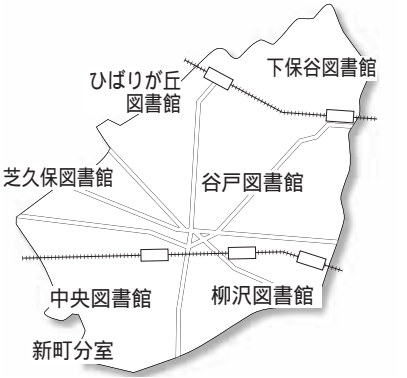 下保谷図書館
ひばりが丘
図書館
芝久保図書館
谷戸図書館
中央図書館
柳沢図書館
新町分室